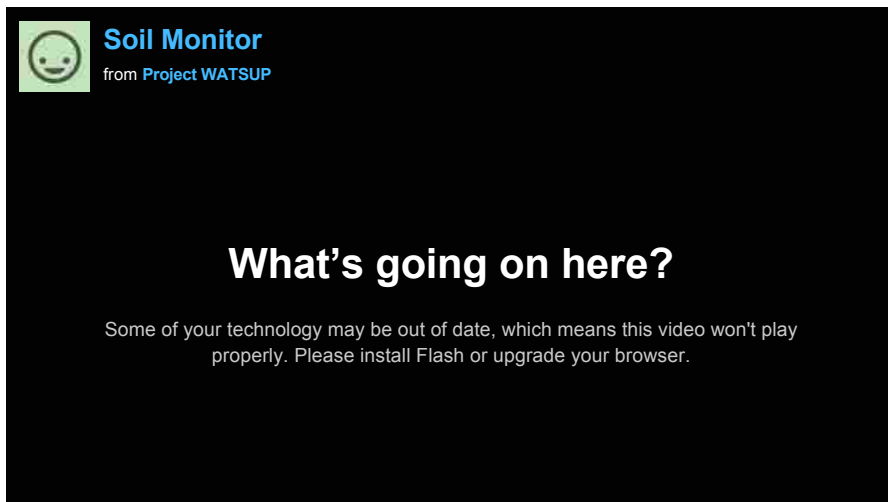 Soil Monitor
from Project WATSUP
What’s going on here?
Some of your technology may be out of date, which means this video won't play
properly. Please install Flash or upgrade your browser.